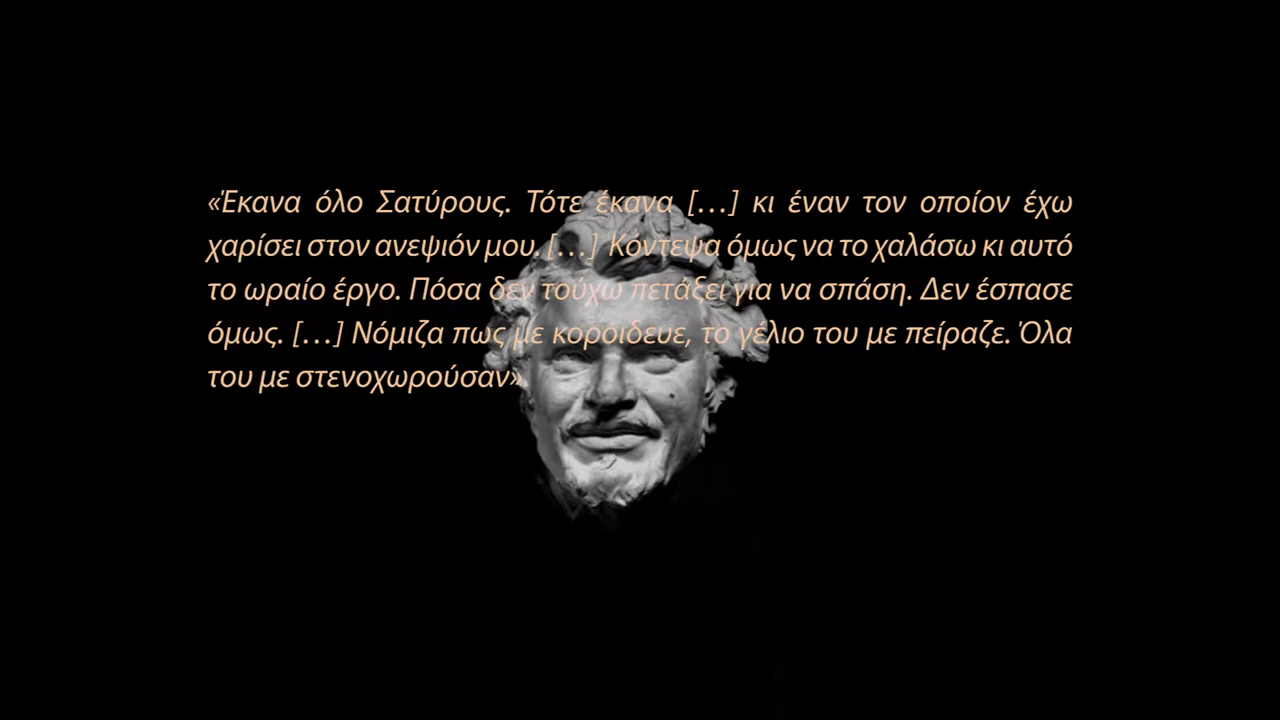 «Έκανα όλο Σατύρους. Τότε έκανα […] κι έναν τον οποίον έχω
χαρίσει στον ανεψιόν μου. […] Κόντεψα όμως να το χαλάσω κι αυτό
το ωραίο έργο. Πόσα δεν τούχω πετάξει για να σπάση. Δεν έσπασε
όμως. […] Νόμιζα πως με κορόιδευε, το γέλιο του με πείραζε. Όλα
του με στενοχωρούσαν».